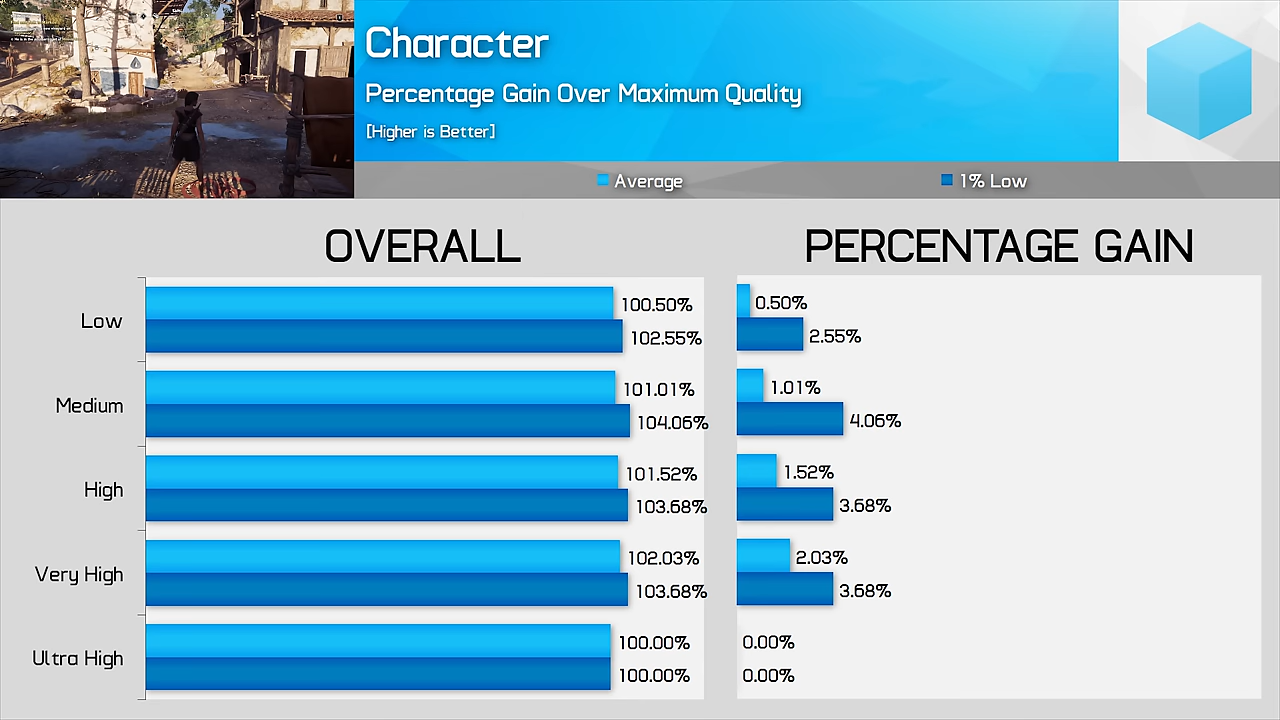 Character
Percentage Gain Over Maximum Quality
[Higher is Better]
Average
1% Low
OVERALL
PERCENTAGE GAIN
Low
100.50%
102.55%
0.50%
2.55%
Medium
101.01%
104.06%
1.01%
4.06%
High
101.52%
103.68%
1.52%
3.68%
Very High
102.03%
103.68%
2.03%
3.68%
Ultra High
100.00%
100.00%
0.00%
0.00%